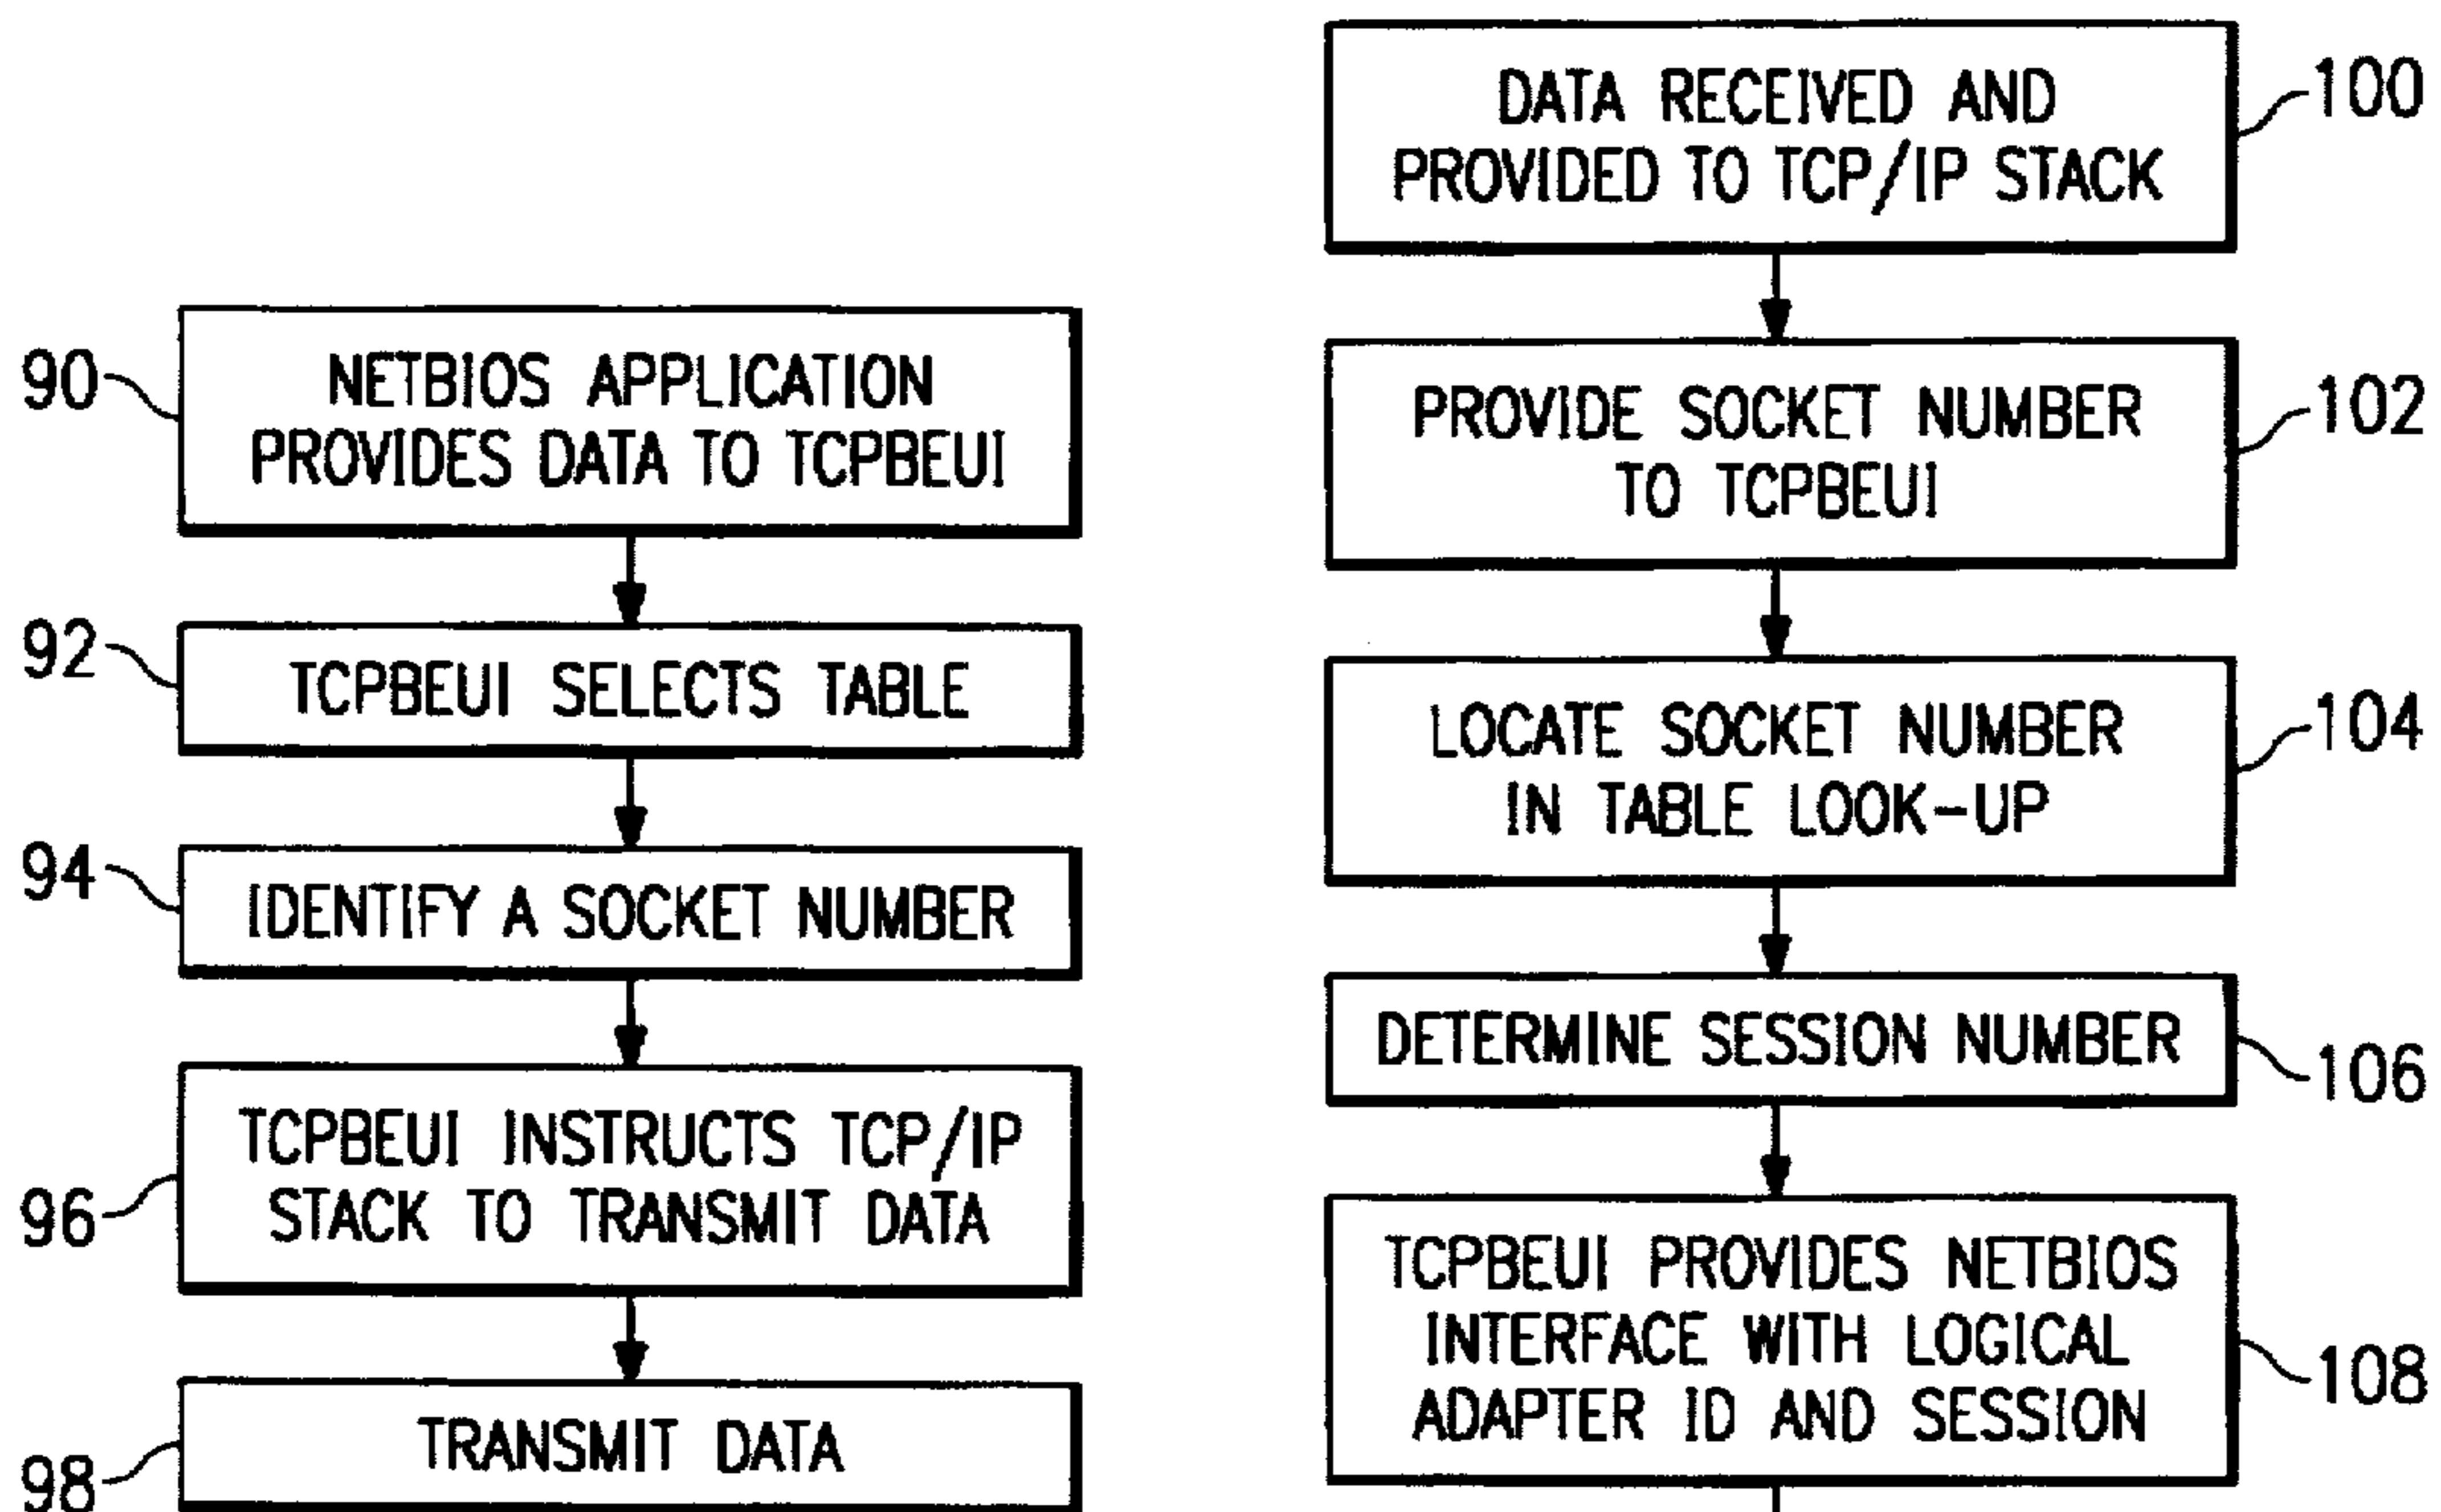 90
NETBIOS APPLICATION
PROVIDES DATA TO TCPBEUI
92
TCPBEUI SELECTS TABLE
94
IDENTIFY A SOCKET NUMBER
96
TCPBEUI INSTRUCTS TCP/IP
STACK TO TRANSMIT DATA
98
TRANSMIT DATA
DATA RECEIVED AND
PROVIDED TO TCP/IP STACK
100
PROVIDE SOCKET NUMBER
TO TCPBEUI
102
LOCATE SOCKET NUMBER
IN TABLE LOOK-UP
104
DETERMINE SESSION NUMBER
106
TCPBEUI PROVIDES NETBIOS
INTERFACE WITH LOGICAL
ADAPTER ID AND SESSION
108